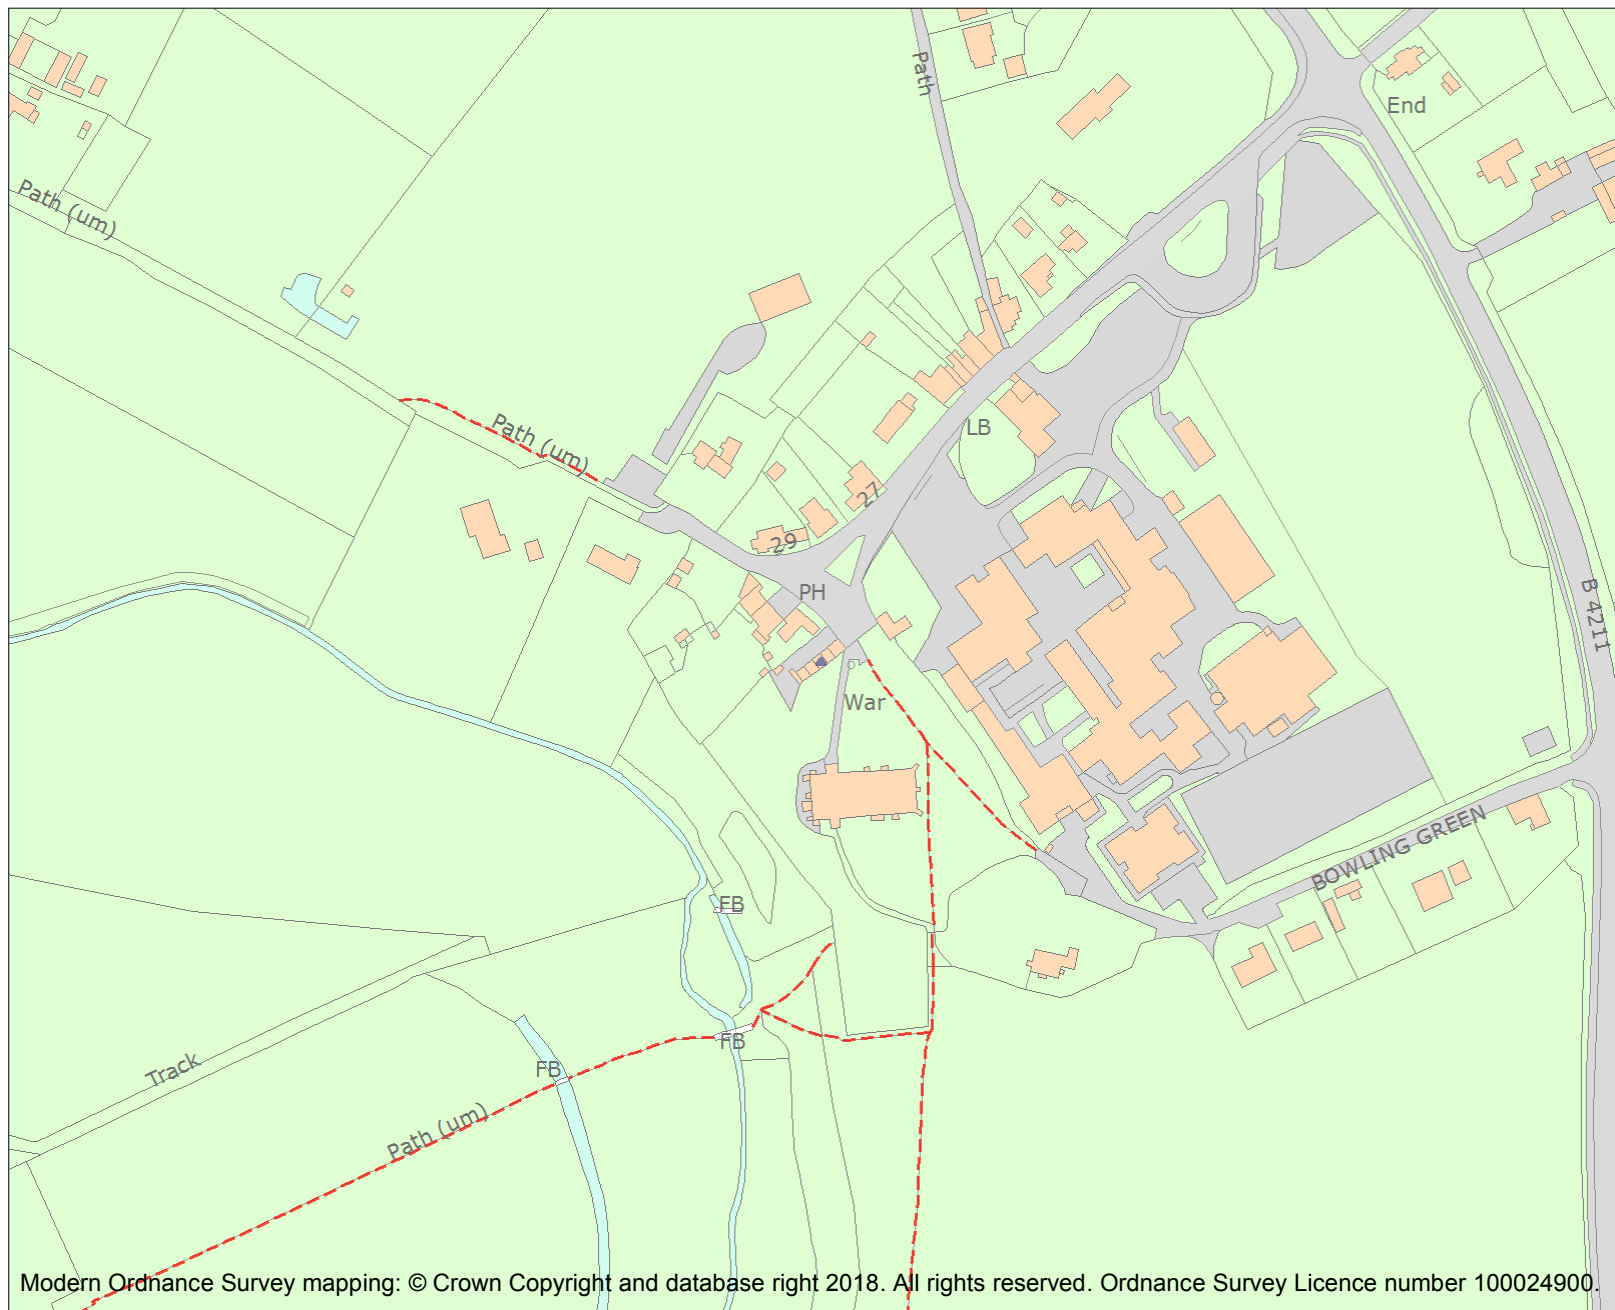 Path
End
Path (um)
Path (um)
LB
27
29
PH
B 4211
War
BOWLING GREEN
FB
FB
FB
Track
Path (um)
Modern Ordnance Survey mapping: © Crown Copyright and database right 2018. All rights reserved. Ordnance Survey Licence number 100024900.